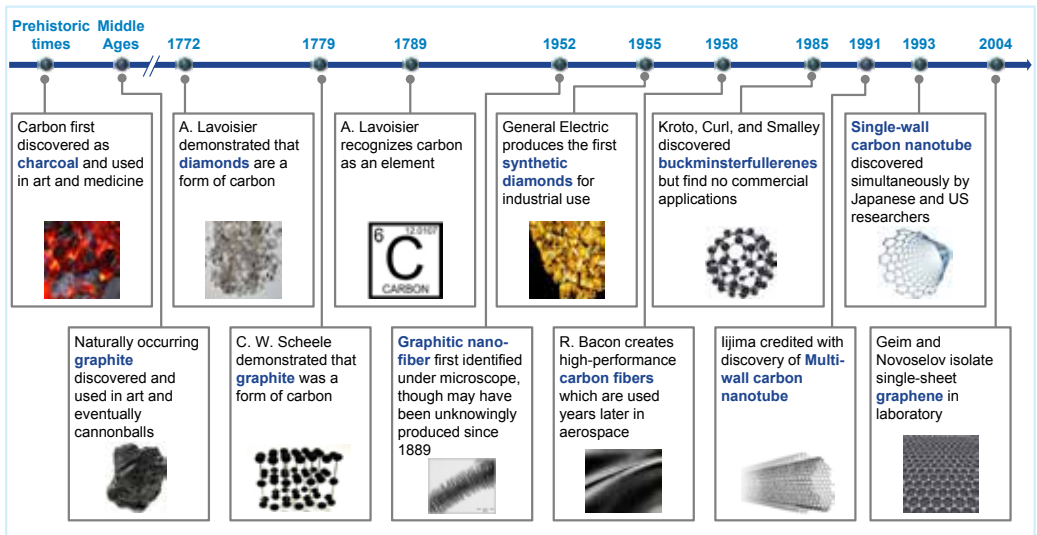 Prehistoric
times
Middle
Ages
1772
1779
1789
1952
1955
1958
1985
1991
1993
2004
Carbon first
discovered as
charcoal and used
in art and medicine
A. Lavoisier
demonstrated that
diamonds are a
form of carbon
A. Lavoisier
recognizes carbon
as an element
6
12.0107
C
CARBON
General Electric
produces the first
synthetic
diamonds for
industrial use
Kroto, Curl, and Smalley
discovered
buckminsterfullerenes
but find no commercial
applications
Single-wall
carbon nanotube
discovered
simultaneously by
Japanese and US
researchers
Naturally occurring
graphite
discovered and
used in art and
eventually
cannonballs
C. W. Scheele
demonstrated that
graphite was a
form of carbon
Graphitic nano-
fiber first identified
under microscope,
though may have
been unknowingly
produced since
1889
R. Bacon creates
high-performance
carbon fibers
which are used
years later in
aerospace
Iijima credited with
discovery of Multi-
wall carbon
nanotube
Geim and
Novoselov isolate
single-sheet
graphene in
laboratory